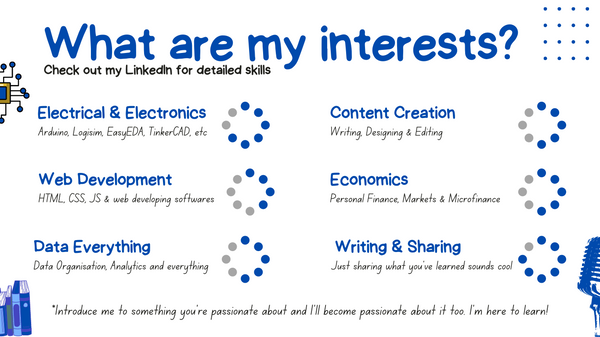 What are my interests?
Check out my LinkedIn for detailed skills
Electrical & Electronics
Arduino, Logisim, EasyEDA, TinkerCAD, etc
Web Development
HTML, CSS, JS & web developing softwares
Data Everything
Data Organisation, Analytics and everything
Content Creation
Writing, Designing & Editing
Economics
Personal Finance, Markets & Microfinance
Writing & Sharing
Just sharing what you've learned sounds cool
"Introduce me to something you're passionate about and I'll become passionate about it too. I'm here to learn!